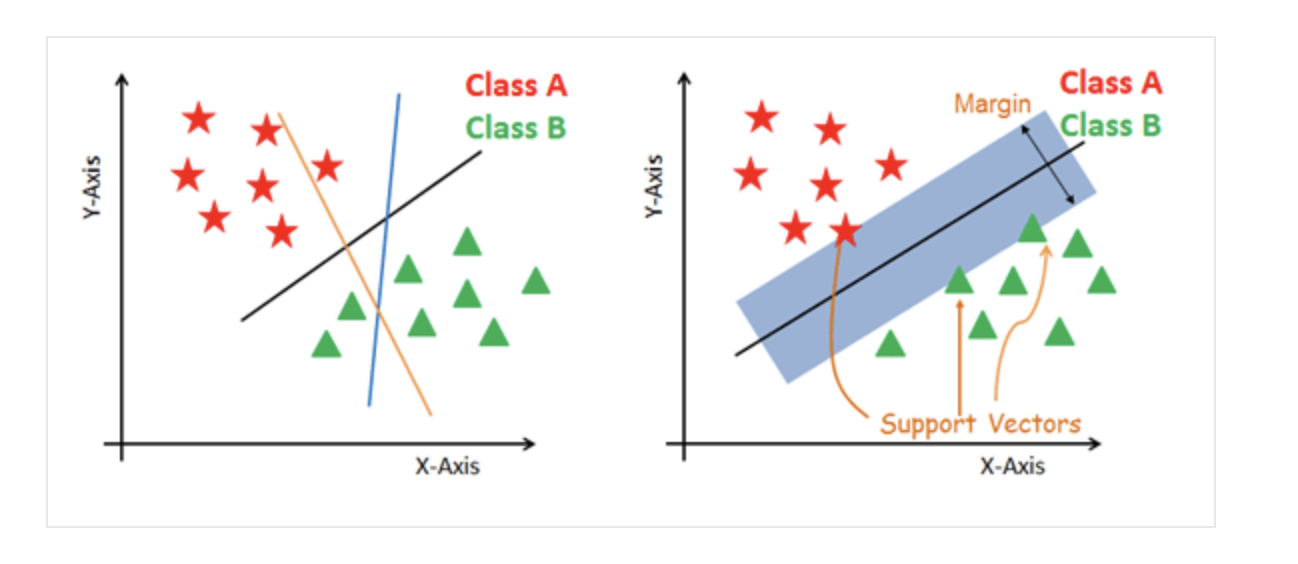 Class A
Class B
Y-Axis
X-Axis
Class A
Margin
Class B
Y-Axis
Support Vectors
X-Axis